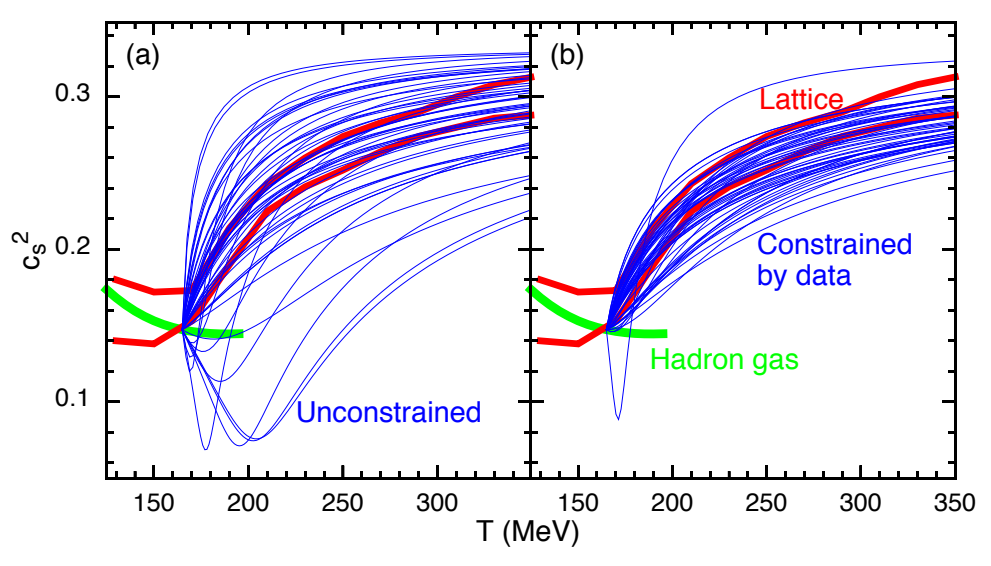 (a)
(b)
0.3
0.2
0.1
c_s^2
Lattice
Constrained
by data
Hadron gas
Unconstrained
150 200 250 300 150 200 250 300 350
T (MeV)